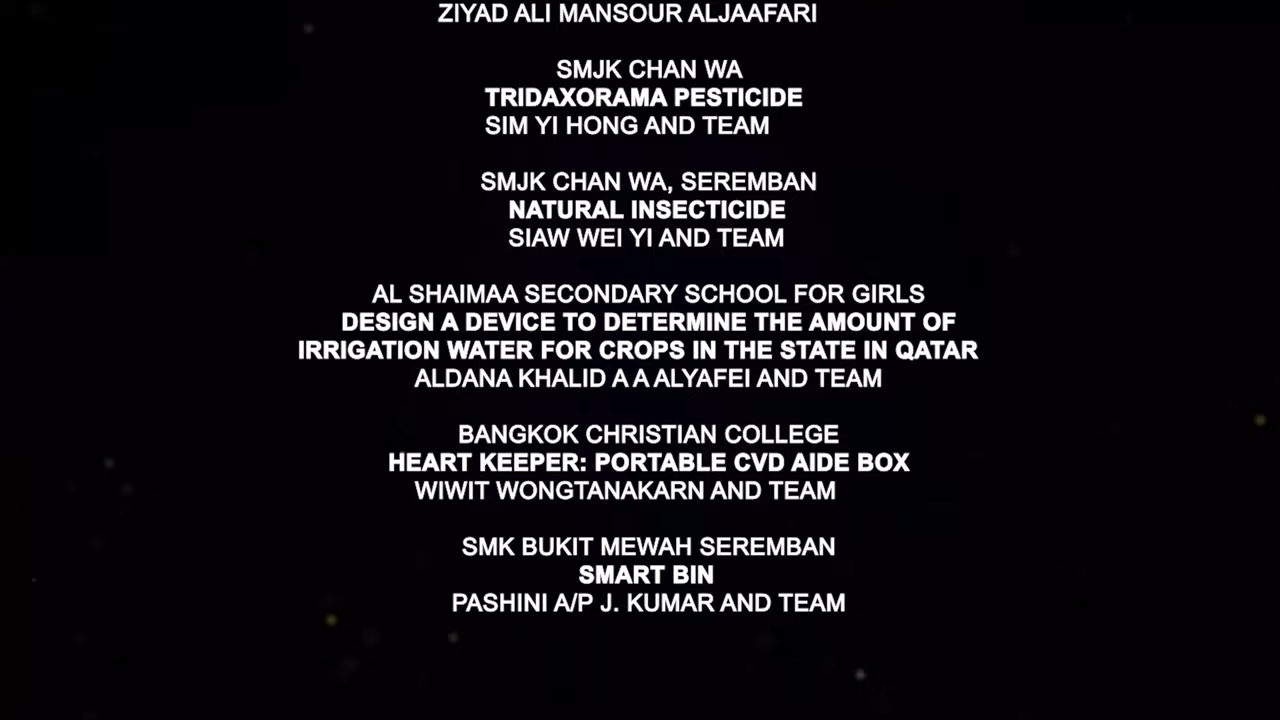 ZIYAD ALI MANSOUR ALJAAFARI
SMJK CHAN WA
TRIDAXORAMA PESTICIDE
SIM YI HONG AND TEAM
SMJK CHAN WA, SEREMBAN
NATURAL INSECTICIDE
SIAW WEI YI AND TEAM
AL SHAIMAA SECONDARY SCHOOL FOR GIRLS
DESIGN A DEVICE TO DETERMINE THE AMOUNT OF
IRRIGATION WATER FOR CROPS IN THE STATE IN QATAR
ALDANA KHALID A A ALYAFEI AND TEAM
BANGKOK CHRISTIAN COLLEGE
HEART KEEPER: PORTABLE CVD AIDE BOX
WIWIT WONGTANAKARN AND TEAM
SMK BUKIT MEWAH SEREMBAN
SMART BIN
PASHINI A/P J. KUMAR AND TEAM